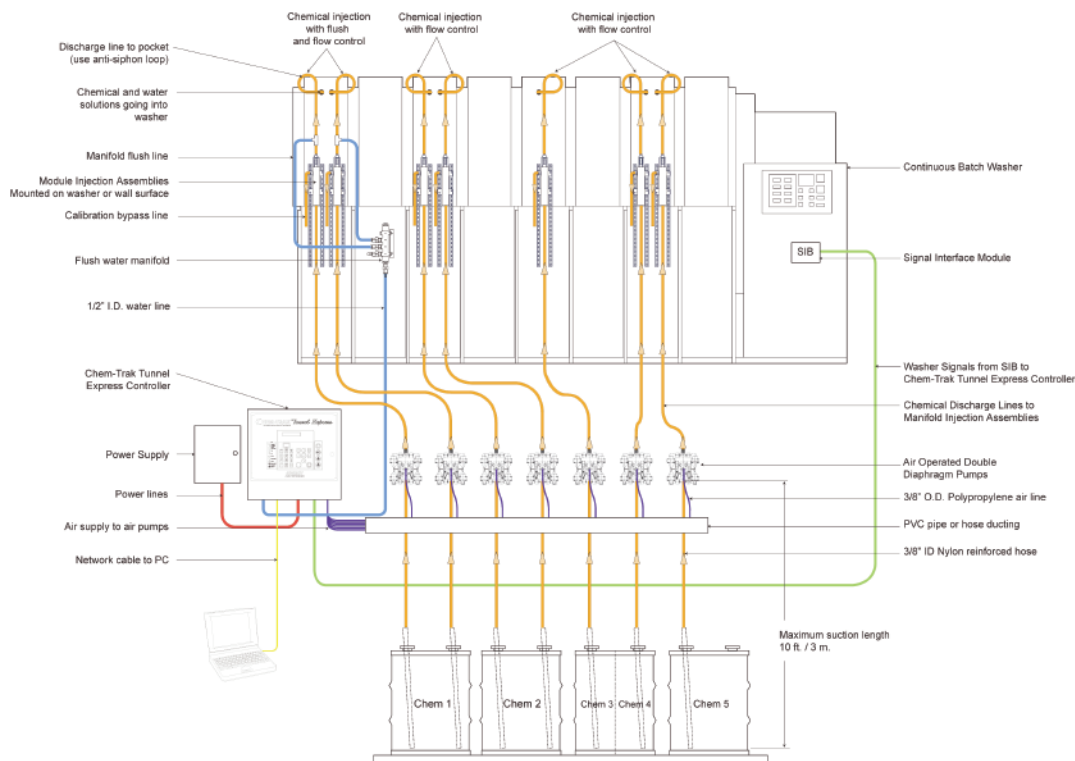 Chemical injection
with flush
and flow control
Chemical injection
with flow control
Chemical injection
with flow control
Discharge line to pocket
(use anti-siphon loop)
Chemical and water
solutions going into
washer
Manifold flush line
Module Injection Assemblies
Mounted on washer or wall surface
Calibration bypass line
Flush water manifold
1/2" I.D. water line
Chem-Trak Tunnel
Express Controller
Power Supply
Power lines
Air supply to air pumps
Network cable to PC
Continuous Batch Washer
SIB
Signal Interface Module
Washer Signals from SIB to
Chem-Trak Tunnel Express Controller
Chemical Discharge Lines to
Manifold Injection Assemblies
Air Operated Double
Diaphragm Pumps
3/8" O.D. Polypropylene air line
PVC pipe or hose ducting
3/8" ID Nylon reinforced hose
Maximum suction length
10 ft. / 3 m.
Chem 1
Chem 2
Chem 3
Chem 4
Chem 5